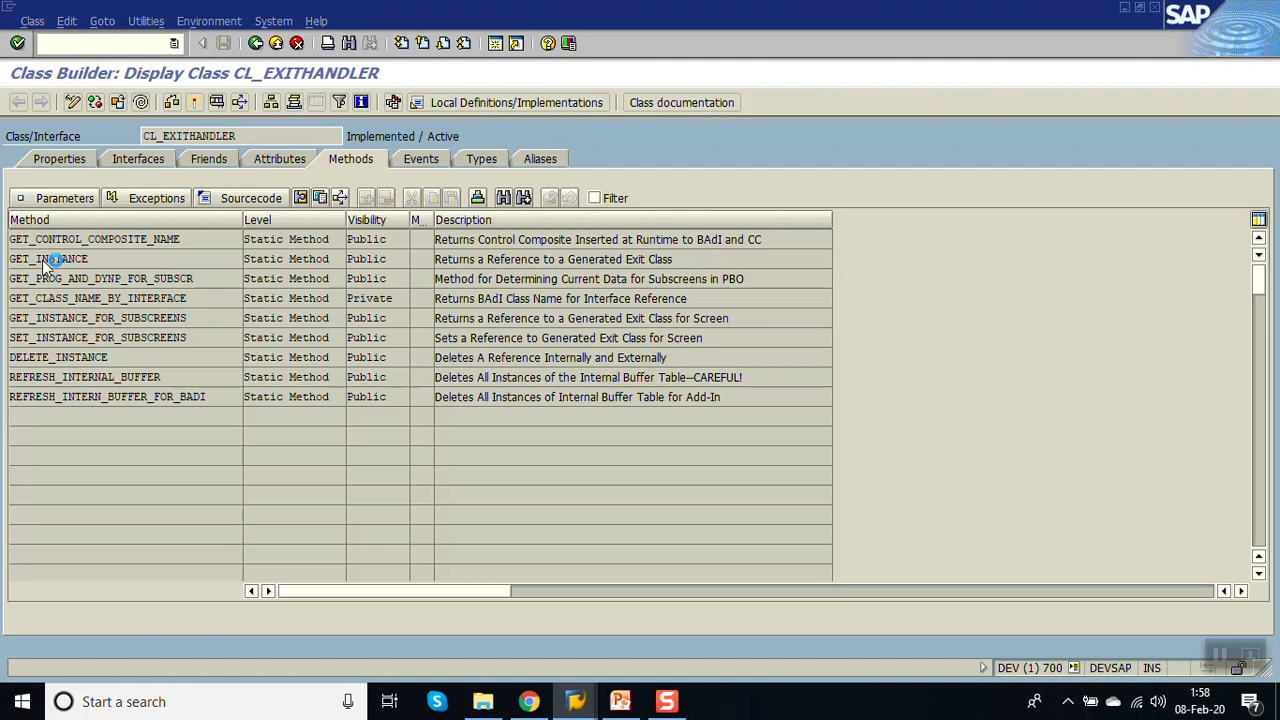 Class Edit Goto Utilities Environment System Help
SAP
Class Builder: Display Class CL_EXITHANDLER
Local Definitions/Implementations Class documentation
Class/Interface CL_EXITHANDLER Implemented / Active
Properties Interfaces Friends Attributes Methods Events Types Aliases
Parameters Exceptions Sourcecode Filter
Method Level Visibility M... Description
GET_CONTROL_COMPOSITE_NAME Static Method Public Returns Control Composite Inserted at Runtime to BAdI and CC
GET_INSTANCE Static Method Public Returns a Reference to a Generated Exit Class
GET_PROG_AND_DYNP_FOR_SUBSCR Static Method Public Method for Determining Current Data for Subscreens in PBO
GET_CLASS_NAME_BY_INTERFACE Static Method Private Returns BAdI Class Name for Interface Reference
GET_INSTANCE_FOR_SUBSCREENS Static Method Public Returns a Reference to a Generated Exit Class for Screen
SET_INSTANCE_FOR_SUBSCREENS Static Method Public Sets a Reference to Generated Exit Class for Screen
DELETE_INSTANCE Static Method Public Deletes A Reference Internally and Externally
REFRESH_INTERNAL_BUFFER Static Method Public Deletes All Instances of the Internal Buffer Table--CAREFUL!
REFRESH_INTERN_BUFFER_FOR_BADI Static Method Public Deletes All Instances of Internal Buffer Table for Add-In
DEV (1) 700 DEVSAP INS
Start a search
1:58
08-Feb-20
7